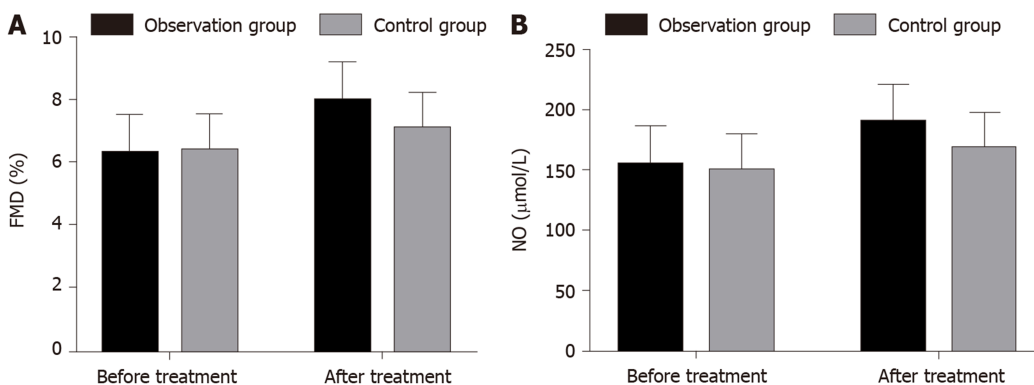 A
Observation group
Control group
10
8
6
4
2
0
FMD (%)
Before treatment
After treatment
B
Observation group
Control group
250
200
150
100
50
0
NO (μmol/L)
Before treatment
After treatment